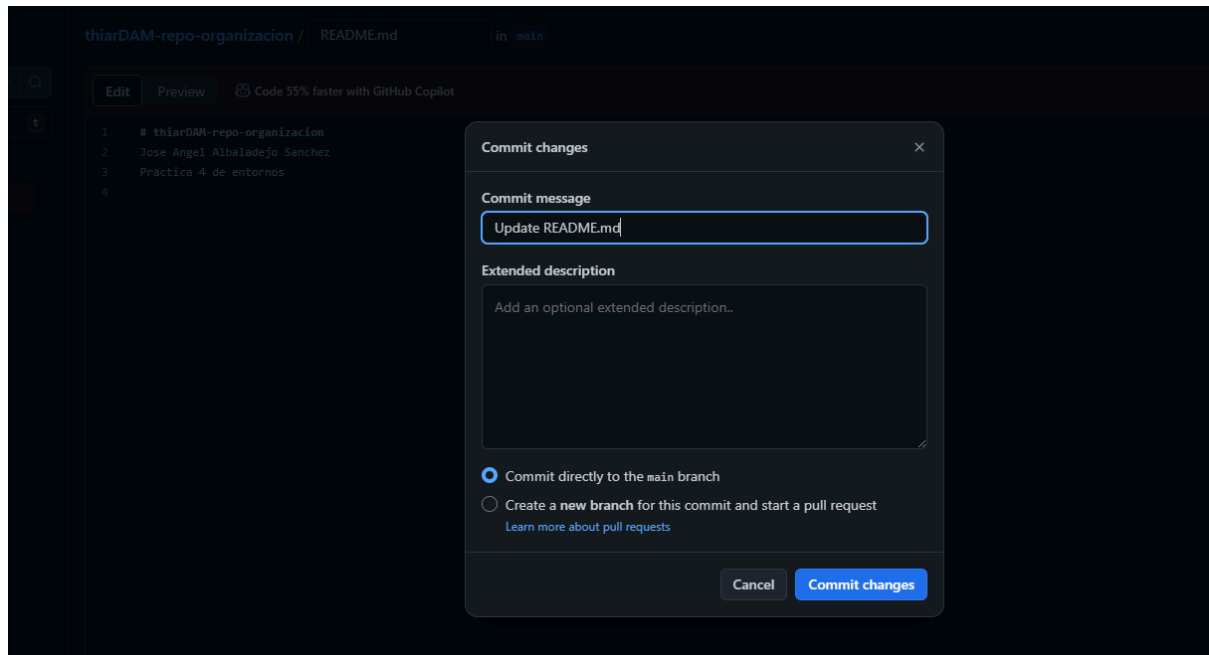 thiarDAM-repo-organizacion / README.md in main
Edit Preview Code 55% faster with GitHub Copilot
t
1 # thiarDAM-repo-organizacion
2 Jose Angel Albaladejo Sanchez
3 Practica 4 de entornos
4
Commit changes
Commit message
Update README.md
Extended description
Add an optional extended description..
Commit directly to the main branch
Create a new branch for this commit and start a pull request
Learn more about pull requests
Cancel Commit changes